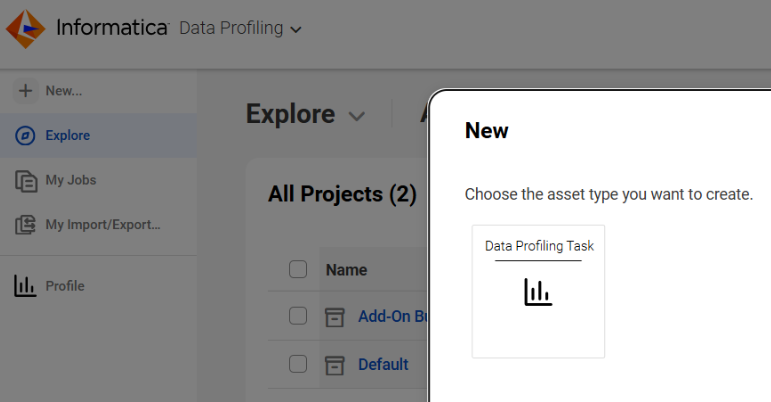 Informatica Data Profiling
New...
Explore
My Jobs
My Import/Export...
Profile
Explore
All Projects (2)
Name
Add-On
Default
New
Choose the asset type you want to create.
Data Profiling Task